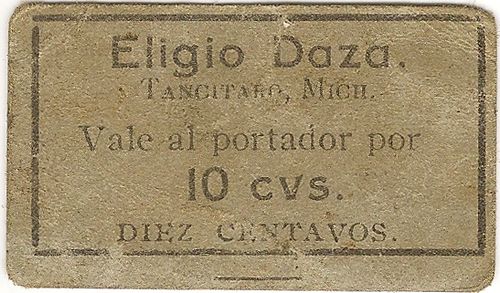 Eligio Daza.
TANCITARO, MICH.
Vale al portador por
10 cvs.
DIEZ CENTAVOS.